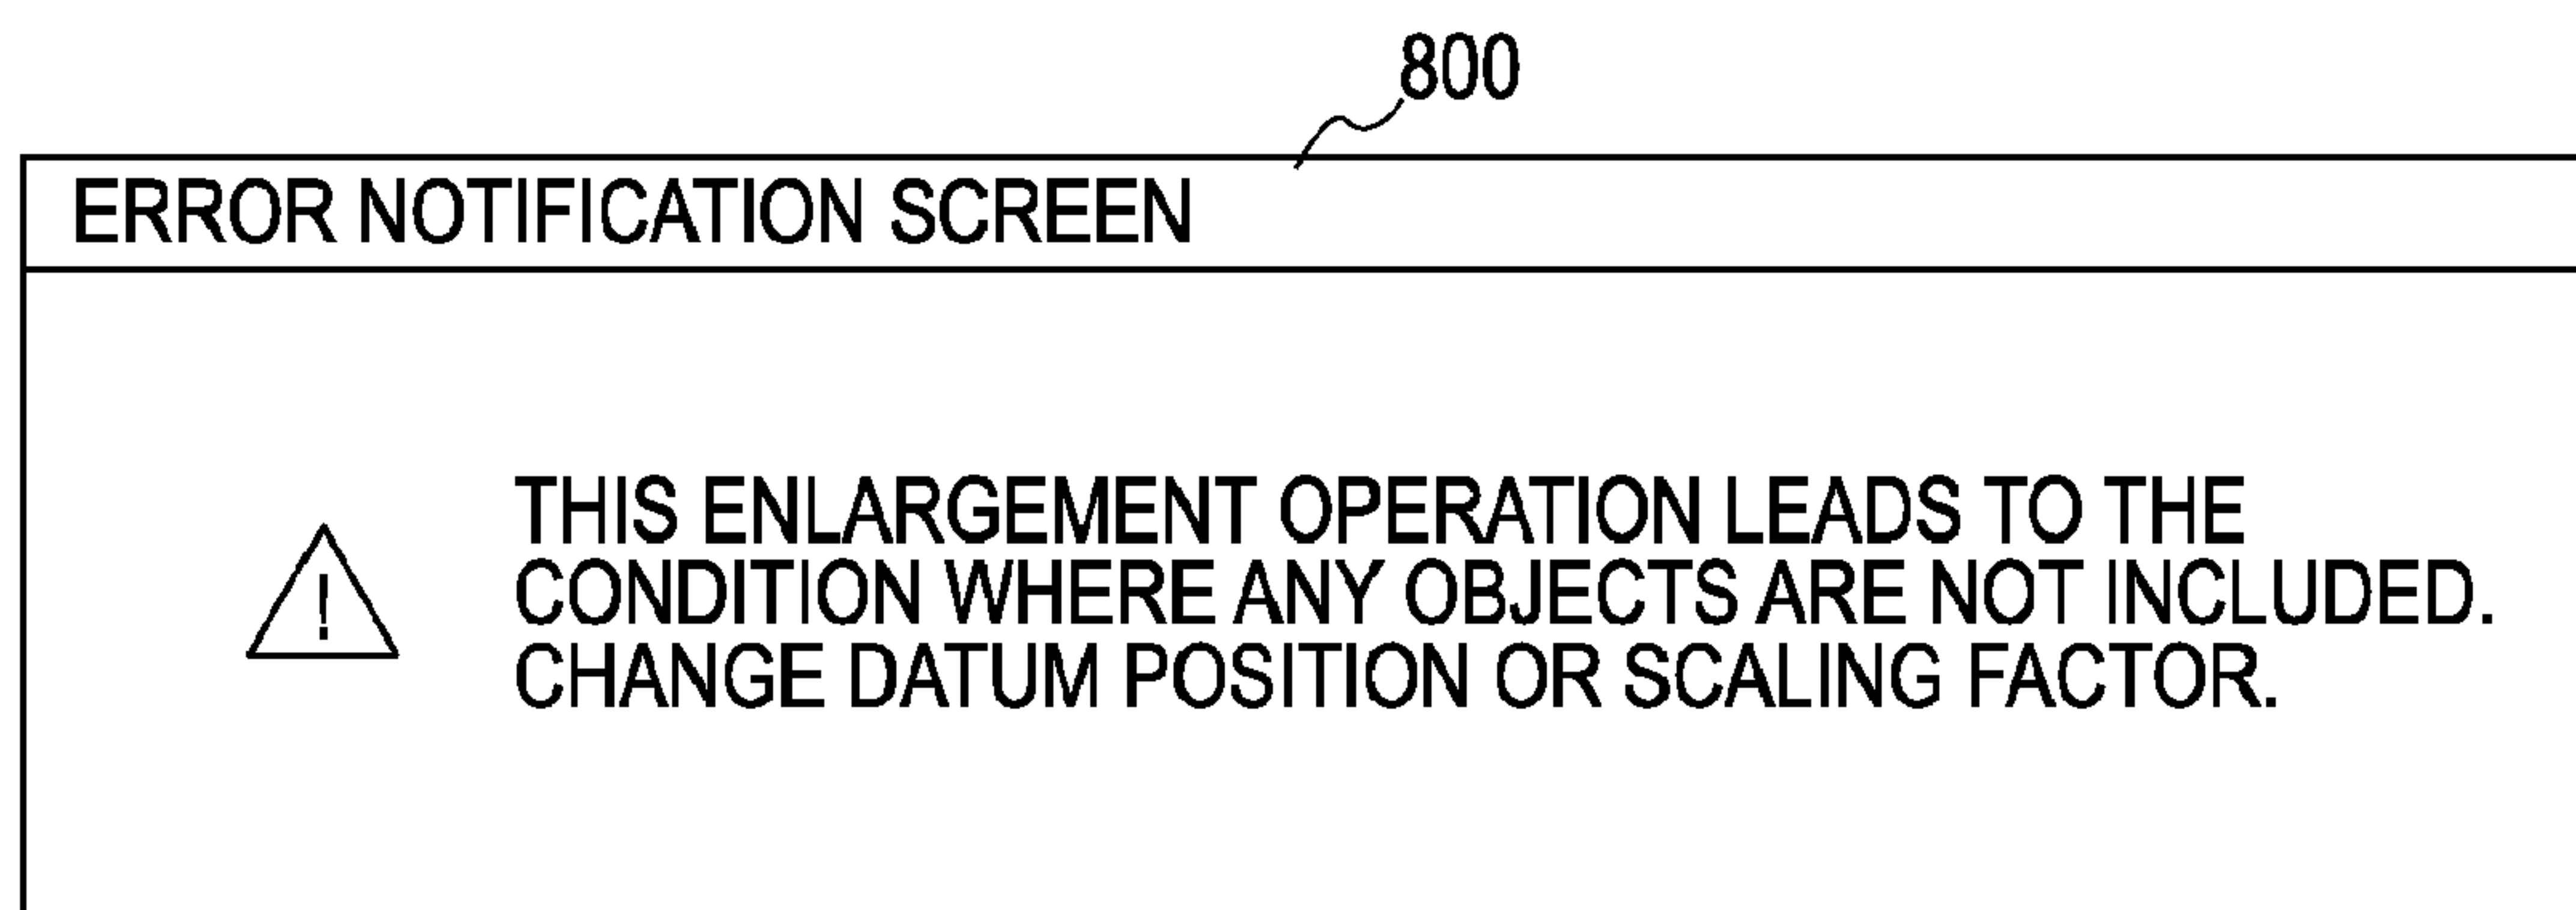 800
ERROR NOTIFICATION SCREEN
THIS ENLARGEMENT OPERATION LEADS TO THE
CONDITION WHERE ANY OBJECTS ARE NOT INCLUDED.
CHANGE DATUM POSITION OR SCALING FACTOR.
!